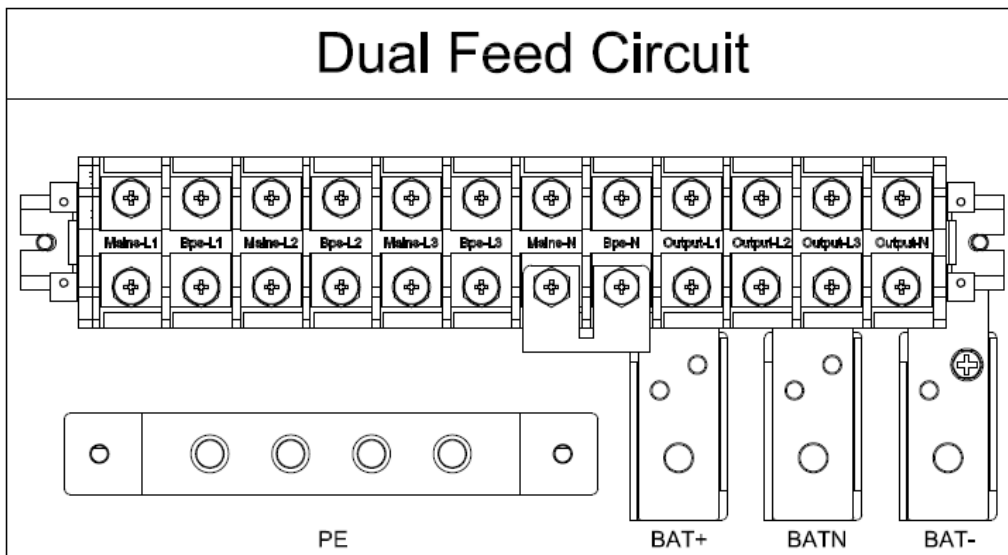 Dual Feed Circuit
Mains-L1 Bps-L1 Mains-L2 Bps-L2 Mains-L3 Bps-L3 Mains-N Bps-N Output-L1 Output-L2 Output-L3 Output-N
PE BAT+ BATN BAT-